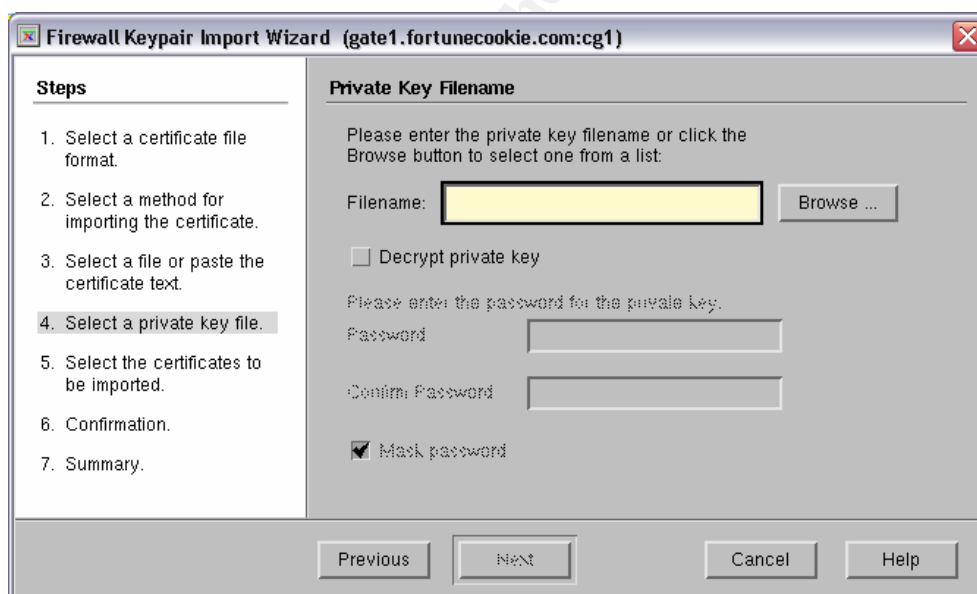 Firewall Keypair Import Wizard (gate1.fortunecookie.com:cg1)
Steps
1. Select a certificate file
format.
2. Select a method for
importing the certificate.
3. Select a file or paste the
certificate text.
4. Select a private key file.
5. Select the certificates to
be imported.
6. Confirmation.
7. Summary.
Private Key Filename
Please enter the private key filename or click the
Browse button to select one from a list:
Filename:
Browse ...
Decrypt private key
Please enter the password for the private key.
Password
Confirm Password
Mask password
Previous
Next
Cancel
Help